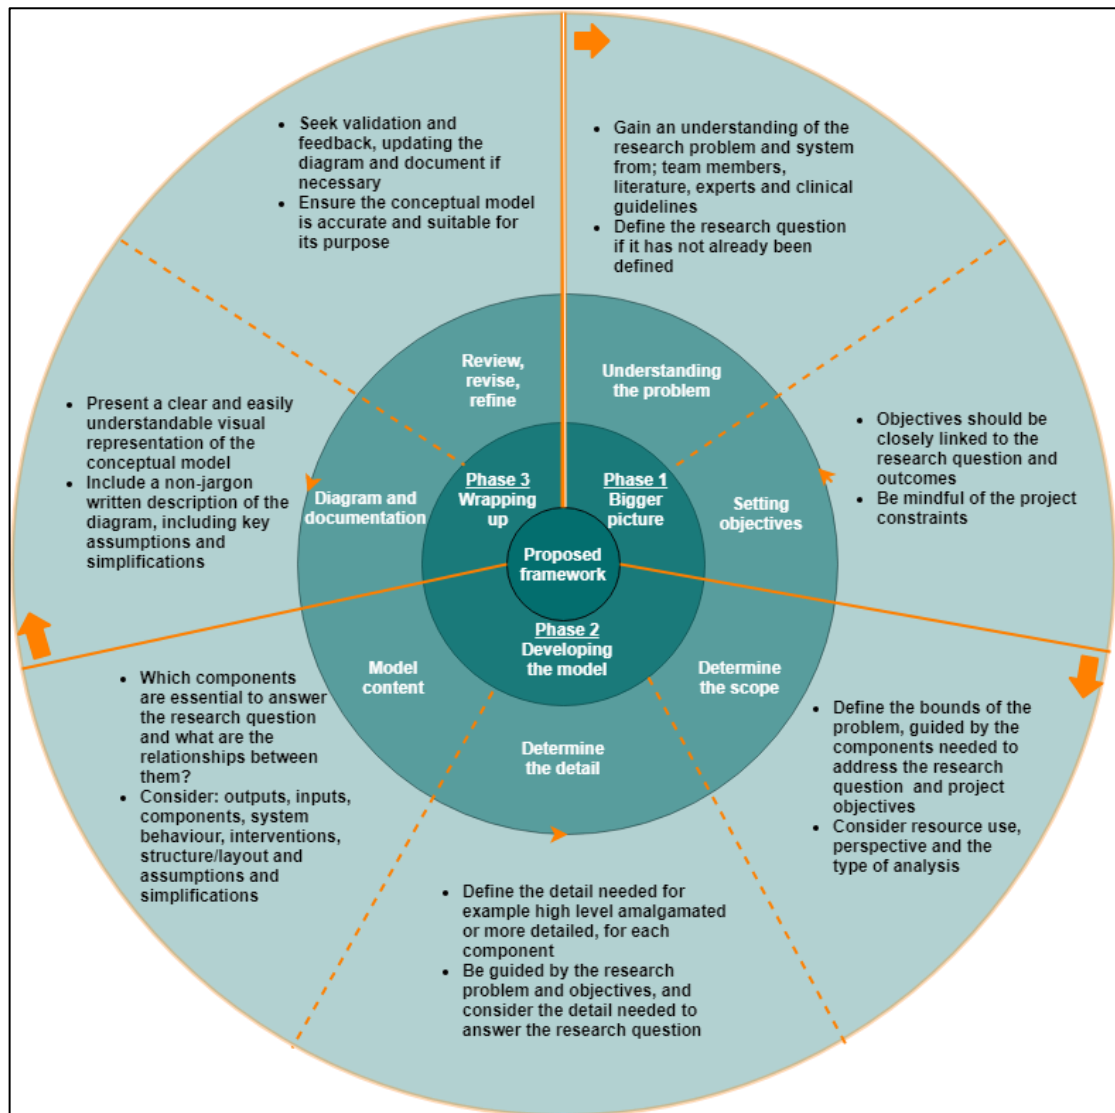 Proposed
framework
Phase 1
Bigger
picture
Understanding
the problem
• Gain an understanding of the
research problem and system
from; team members,
literature, experts and clinical
guidelines
• Define the research question
if it has not already been
defined
Setting
objectives
• Objectives should be
closely linked to the
research question and
outcomes
• Be mindful of the project
constraints
Phase 2
Developing
the model
Determine
the scope
• Define the bounds of the
problem, guided by the
components needed to
address the research
question and project
objectives
• Consider resource use,
perspective and the
type of analysis
Determine
the detail
• Define the detail needed for
example high level amalgamated
or more detailed, for each
component
• Be guided by the research
problem and objectives, and
consider the detail needed to
answer the research question
Model
content
• Which components
are essential to answer
the research question
and what are the
relationships between
them?
• Consider: outputs, inputs,
components, system
behaviour, interventions,
structure/layout and
assumptions and
simplifications
Phase 3
Wrapping
up
Diagram and
documentation
• Present a clear and easily
understandable visual
representation of the
conceptual model
• Include a non-jargon
written description of the
diagram, including key
assumptions and
simplifications
Review,
revise,
refine
• Seek validation and
feedback, updating the
diagram and document if
necessary
• Ensure the conceptual model
is accurate and suitable for
its purpose